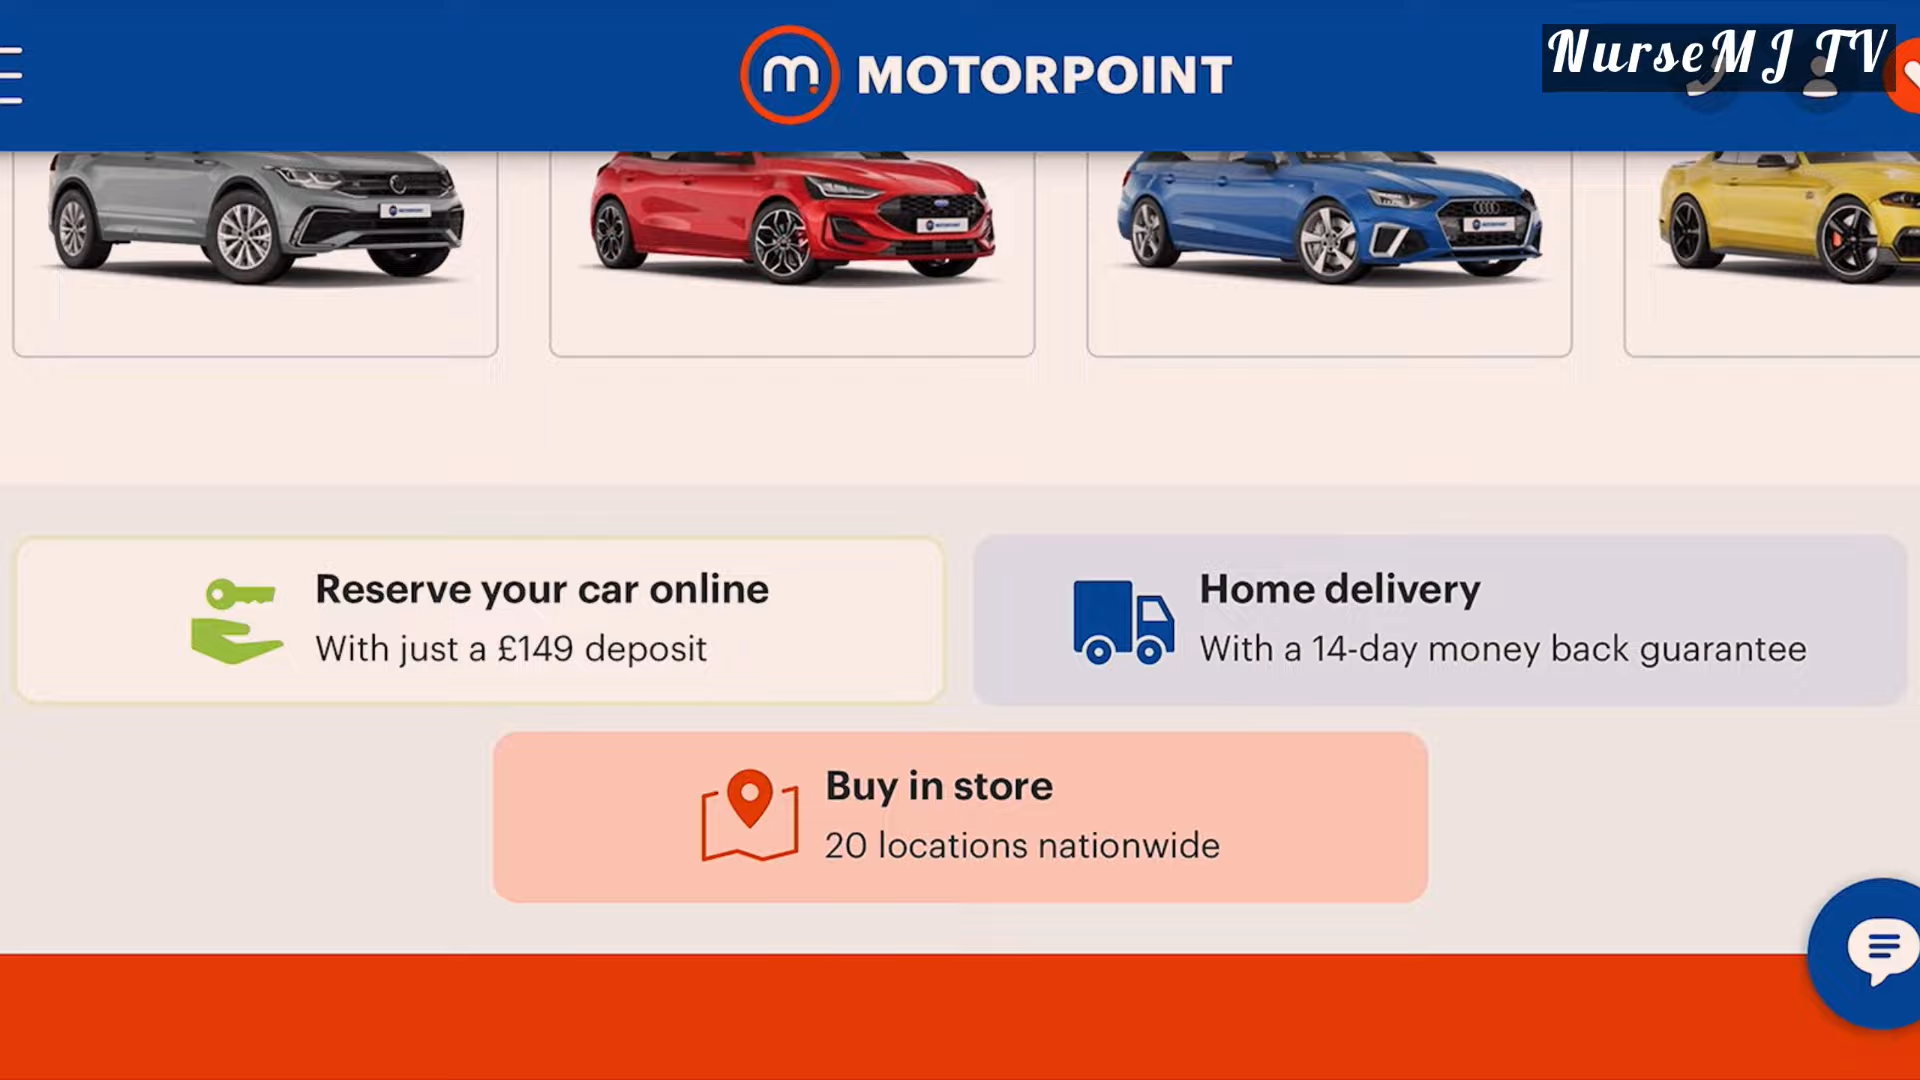 MOTORPOINT
NurseMJ TV
Reserve your car online
With just a £149 deposit
Home delivery
With a 14-day money back guarantee
Buy in store
20 locations nationwide